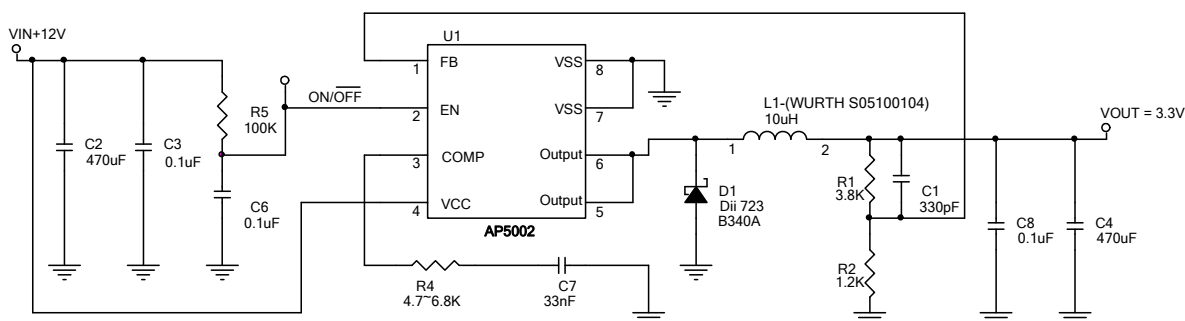 VIN+12V
U1
1
FB
VSS
8
L1-(WURTH S05100104)
10uH
ON/OFF
R5
100K
2
EN
VSS
7
VOUT = 3.3V
C2
470uF
C3
0.1uF
3
COMP
Output
6
1
2
C6
0.1uF
4
VCC
Output
5
D1
Dii 723
B340A
R1
3.8K
C1
330pF
AP5002
C8
0.1uF
C4
470uF
R4
4.7~6.8K
C7
33nF
R2
1.2K